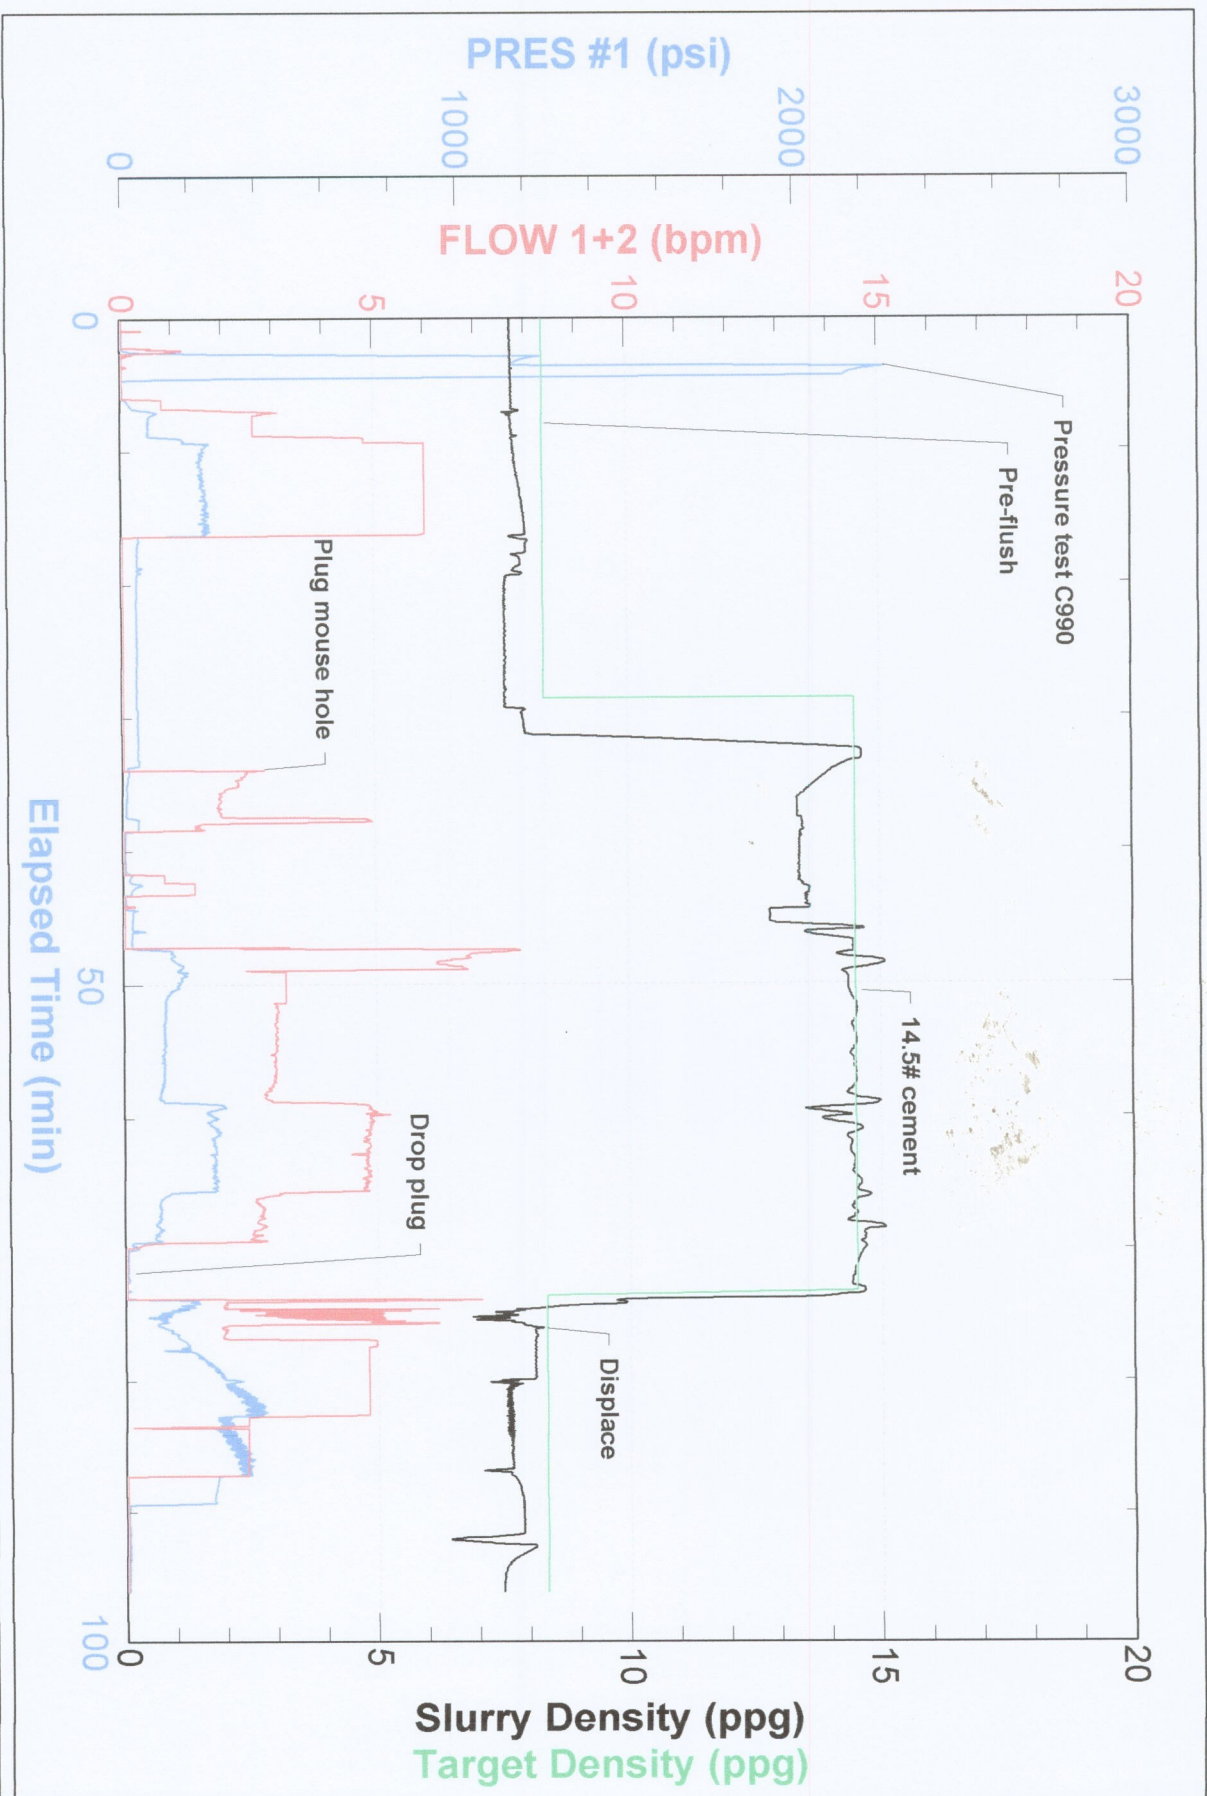 PRES #1 (psi)
0
1000
2000
3000
FLOW 1+2 (bpm)
0
5
10
15
20
Pressure test C990
Pre-flush
Plug mouse hole
14.5# cement
Drop plug
Displace
0
50
100
Elapsed Time (min)
0
5
10
15
20
Slurry Density (ppg)
Target Density (ppg)